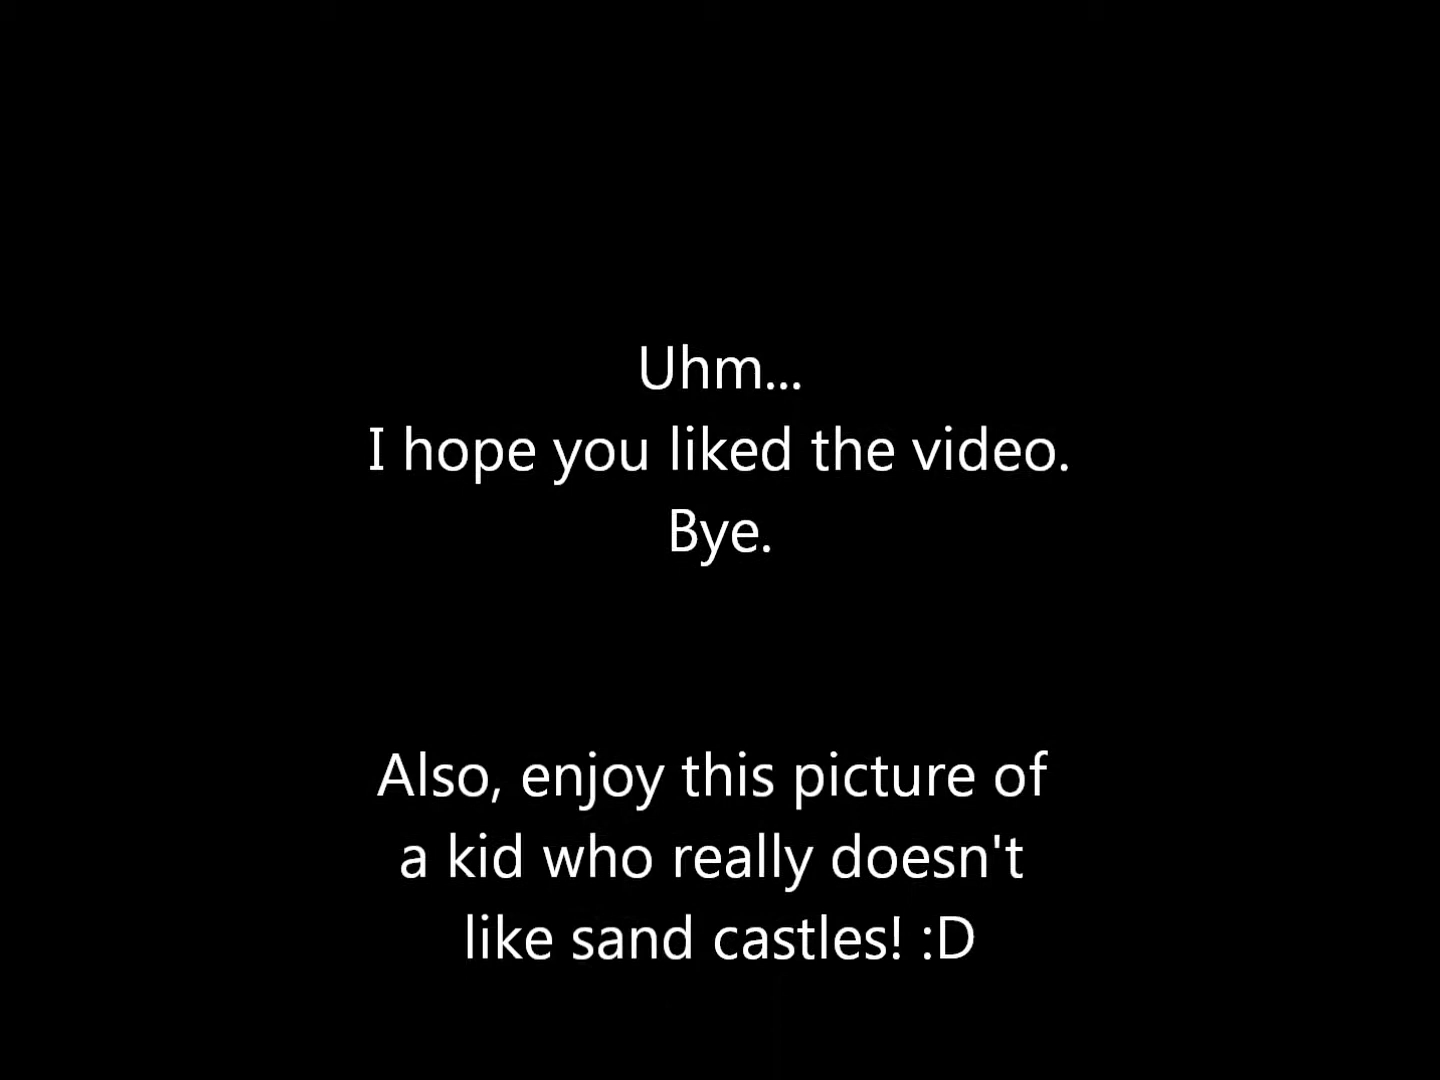 Uhm...
I hope you liked the video.
Bye.
Also, enjoy this picture of
a kid who really doesn't
like sand castles! :D